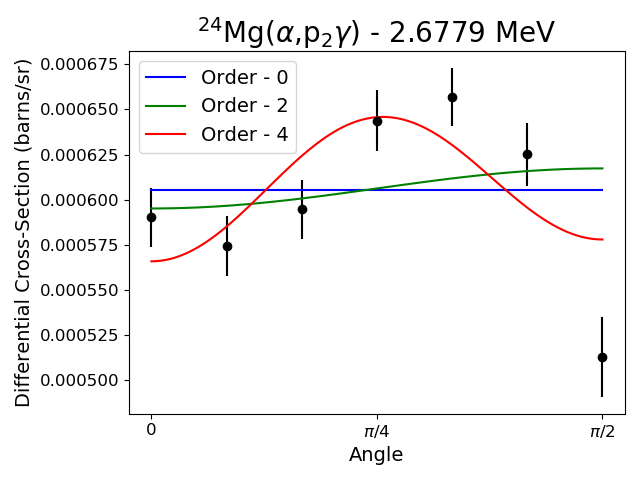 ²⁴Mg(α,p₂γ) - 2.6779 MeV
Order - 0
Order - 2
Order - 4
Differential Cross-Section (barns/sr)
0.000675
0.000650
0.000625
0.000600
0.000575
0.000550
0.000525
0.000500
0
π/4
π/2
Angle